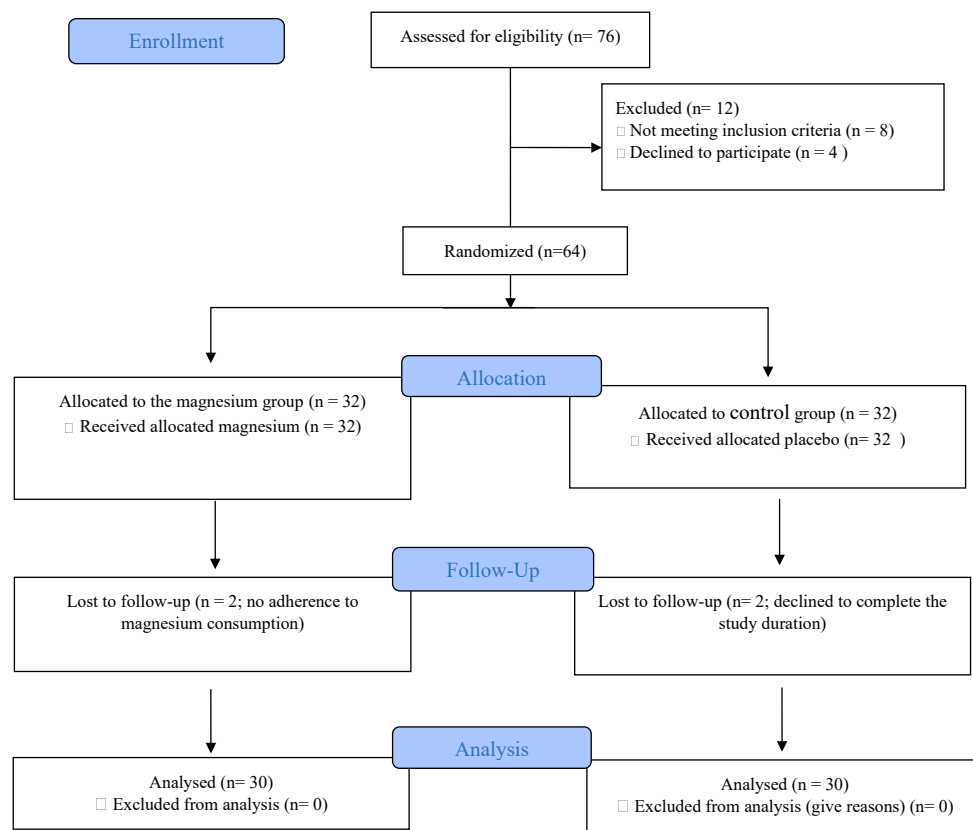 Enrollment
Assessed for eligibility (n= 76)
Excluded (n= 12)
□ Not meeting inclusion criteria (n = 8)
□ Declined to participate (n = 4 )
Randomized (n=64)
Allocation
Allocated to the magnesium group (n = 32)
□ Received allocated magnesium (n = 32)
Allocated to control group (n = 32)
□ Received allocated placebo (n= 32 )
Follow-Up
Lost to follow-up (n = 2; no adherence to
magnesium consumption)
Lost to follow-up (n= 2; declined to complete the
study duration)
Analysis
Analysed (n= 30)
□ Excluded from analysis (n= 0)
Analysed (n = 30)
□ Excluded from analysis (give reasons) (n= 0)